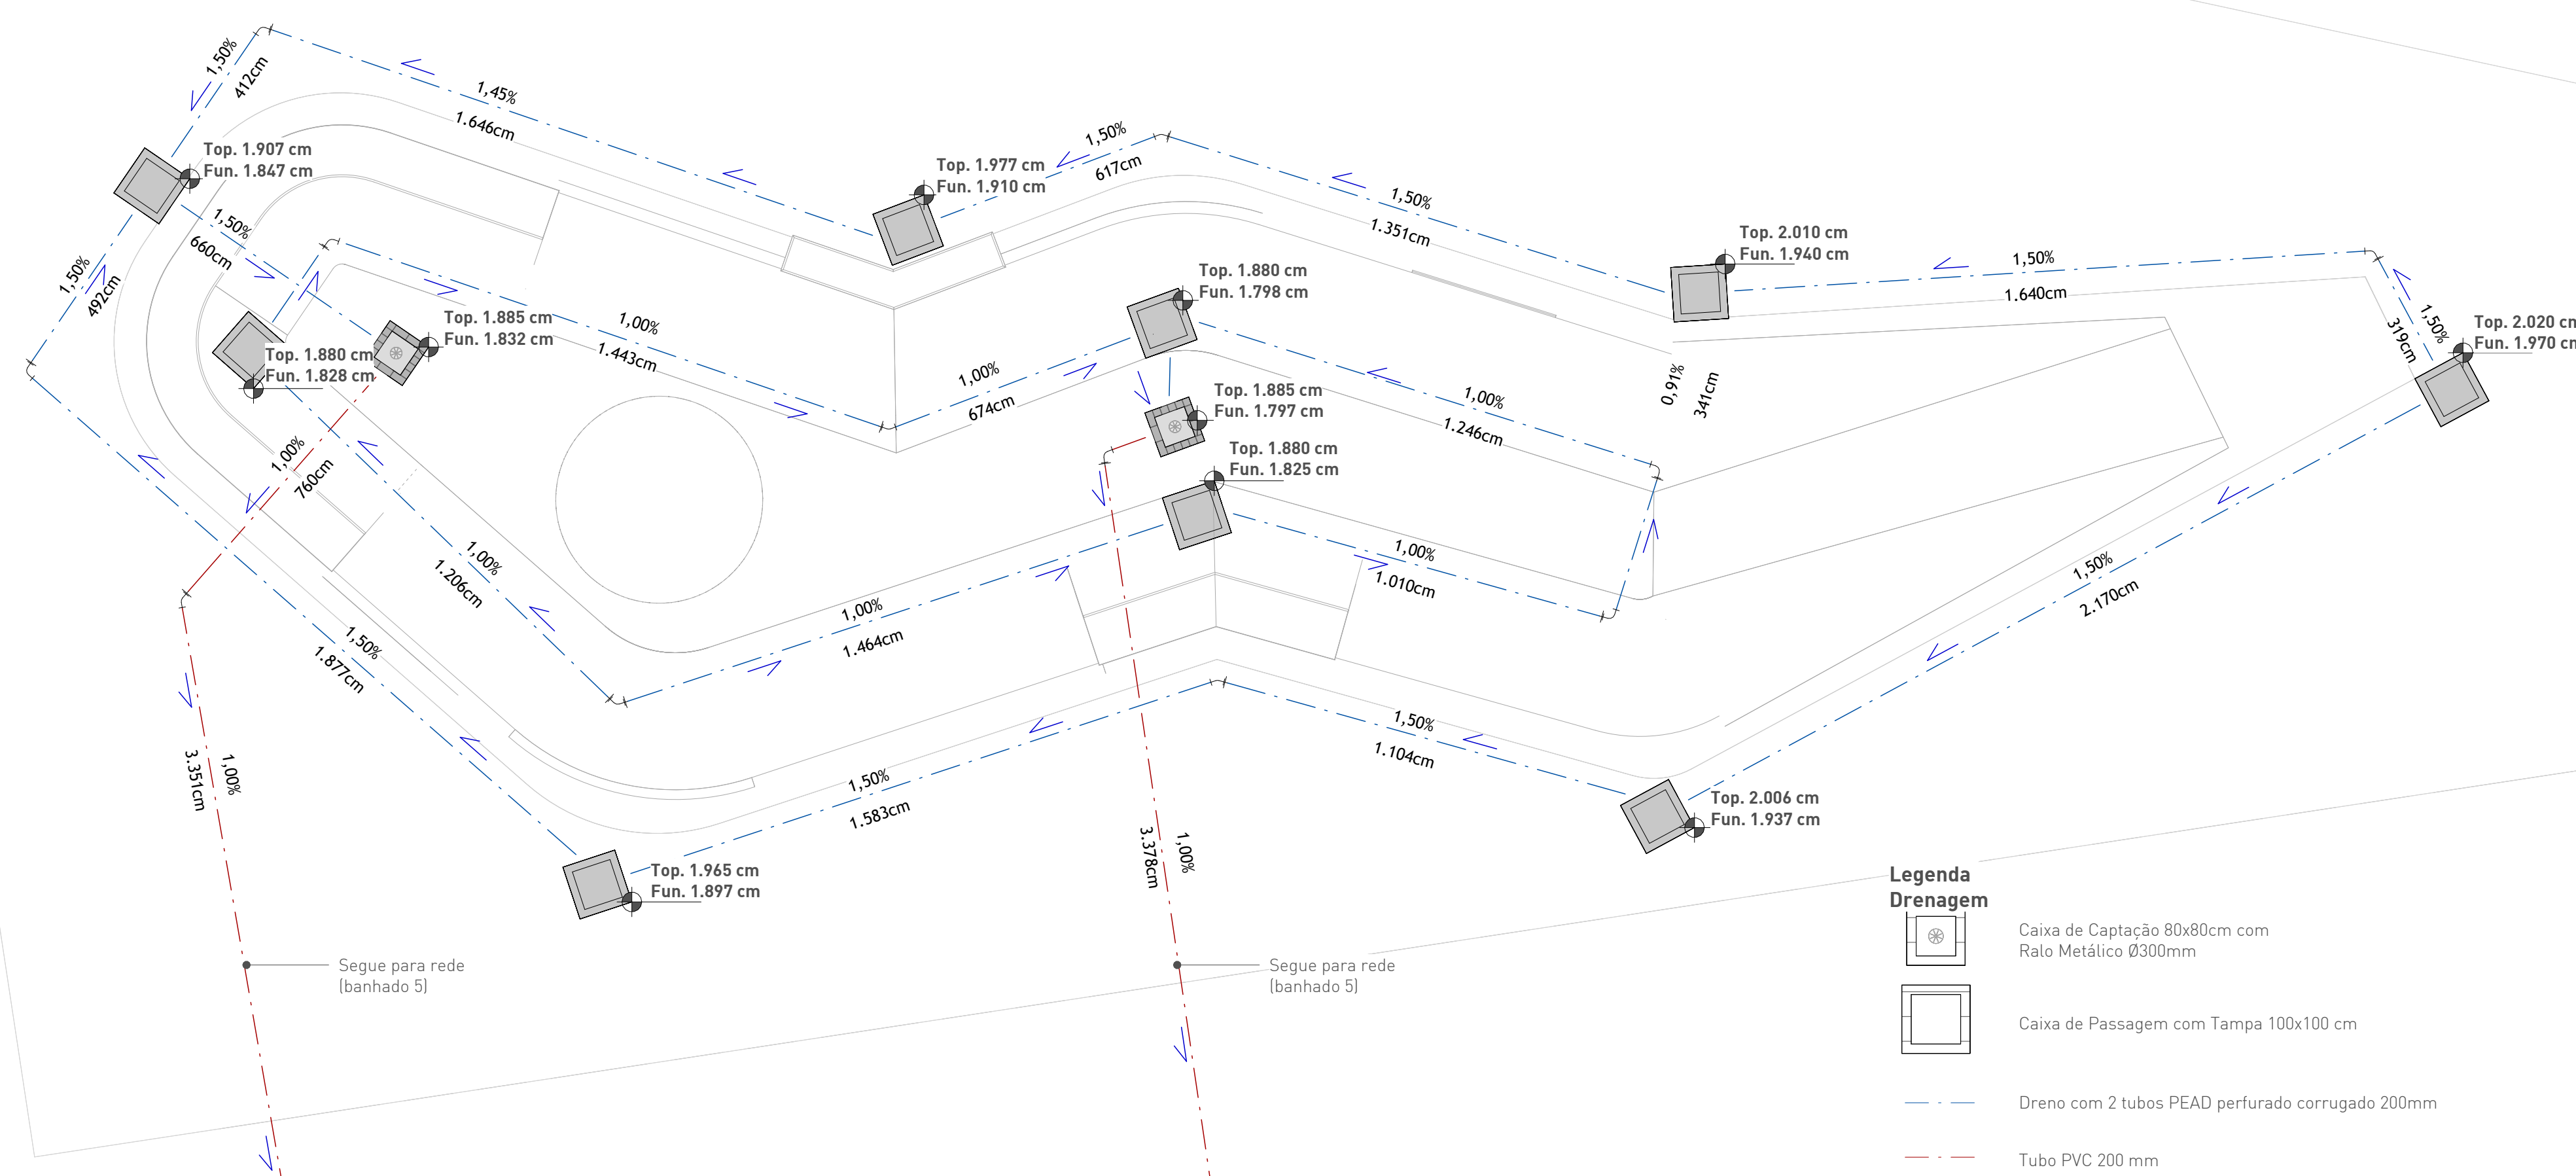 1,50%
412cm
1,45%
1.646cm
Top. 1.907 cm
Fun. 1.847 cm
1,50%
617cm
Top. 1.977 cm
Fun. 1.910 cm
1,50%
1.351cm
Top. 2.010 cm
Fun. 1.940 cm
1,50%
1.640cm
1,50%
319cm
Top. 2.020 cm
Fun. 1.970 cm
1,50%
660cm
1,50%
492cm
Top. 1.880 cm
Fun. 1.828 cm
Top. 1.885 cm
Fun. 1.832 cm
1,00%
1.443cm
1,00%
674cm
Top. 1.880 cm
Fun. 1.798 cm
Top. 1.885 cm
Fun. 1.797 cm
Top. 1.880 cm
Fun. 1.825 cm
1,00%
1.246cm
0,91%
341cm
1,00%
760cm
1,00%
1.206cm
1,00%
1.464cm
1,00%
1.010cm
1,50%
2.170cm
1,50%
1.877cm
1,50%
1.583cm
1,50%
1.104cm
1,00%
3.351cm
1,00%
3.378cm
Top. 1.965 cm
Fun. 1.897 cm
Top. 2.006 cm
Fun. 1.937 cm
Segue para rede
(banhado 5)
Segue para rede
(banhado 5)
Legenda
Drenagem
Caixa de Captação 80x80cm com
Ralo Metálico Ø300mm
Caixa de Passagem com Tampa 100x100 cm
Dreno com 2 tubos PEAD perfurado corrugado 200mm
Tubo PVC 200 mm